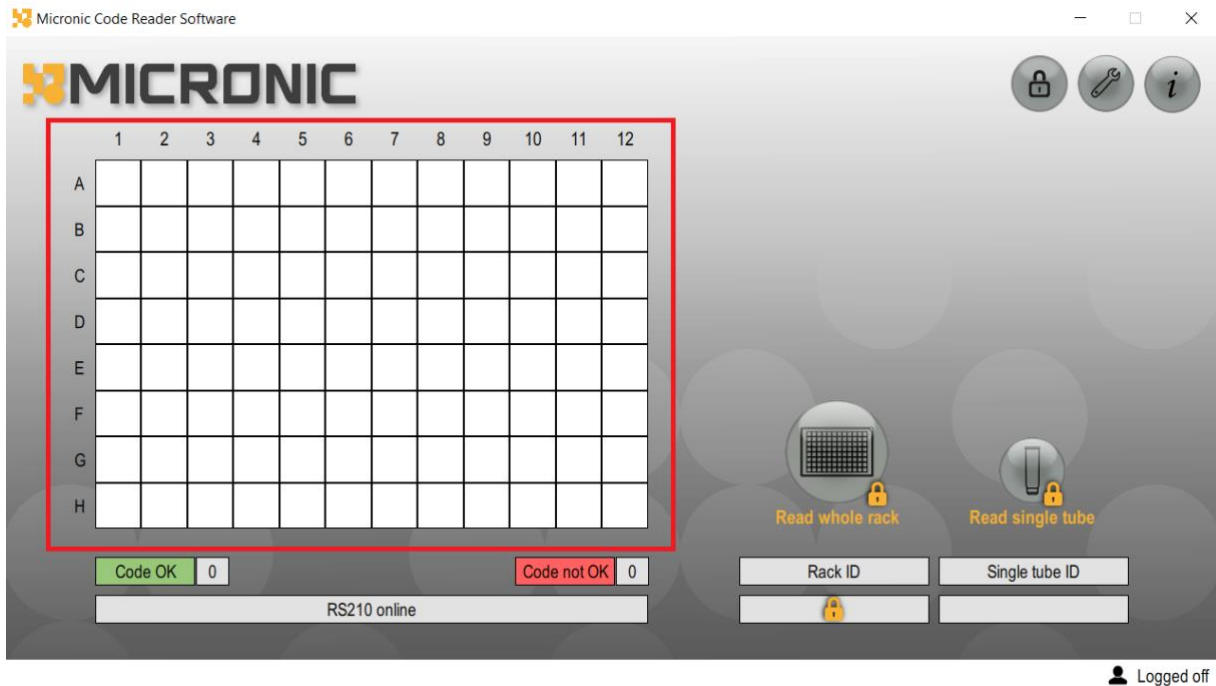 Micronic Code Reader Software
MICRONIC
i
1 2 3 4 5 6 7 8 9 10 11 12
A
B
C
D
E
F
G
H
Read whole rack Read single tube
Code OK 0 Code not OK 0 Rack ID Single tube ID
RS210 online
Logged off